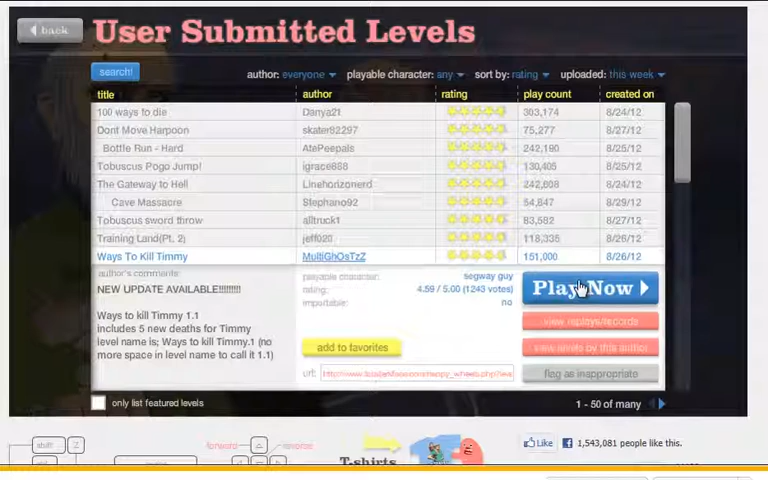 back
User Submitted Levels
search!
author: everyone playable character: any sort by: rating uploaded: this week
title author rating play count created on
100 ways to die Danya21 303,174 8/24/12
Dont Move Harpoon skater82297 75,277 8/27/12
Bottle Run - Hard AtePeepals 242,190 8/25/12
Tobuscus Pogo Jump! igrace888 130,405 8/25/12
The Gateway to Hell Linehorizonerd 242,608 8/24/12
Cave Massacre Stephano92 54,847 8/29/12
Tobuscus sword throw alltruck1 83,582 8/27/12
Training Land(Pt. 2) jeff020 118,335 8/26/12
Ways To Kill Timmy MultiGhOsTzZ 151,000 8/26/12
author's comments:
NEW UPDATE AVAILABLE!!!!!!!!!
Ways to kill Timmy 1.1
includes 5 new deaths for Timmy
level name is; Ways to kill Timmy.1 (no
more space in level name to call it 1.1)
playable character: segway guy
rating: 4.59 / 5.00 (1243 votes)
importable: no
add to favorites
url:
Play Now
view replays/records
view levels by this author
flag as inappropriate
only list featured levels
1 - 50 of many
shift Z
forward reverse
T-shirts
Like 1,543,081 people like this.